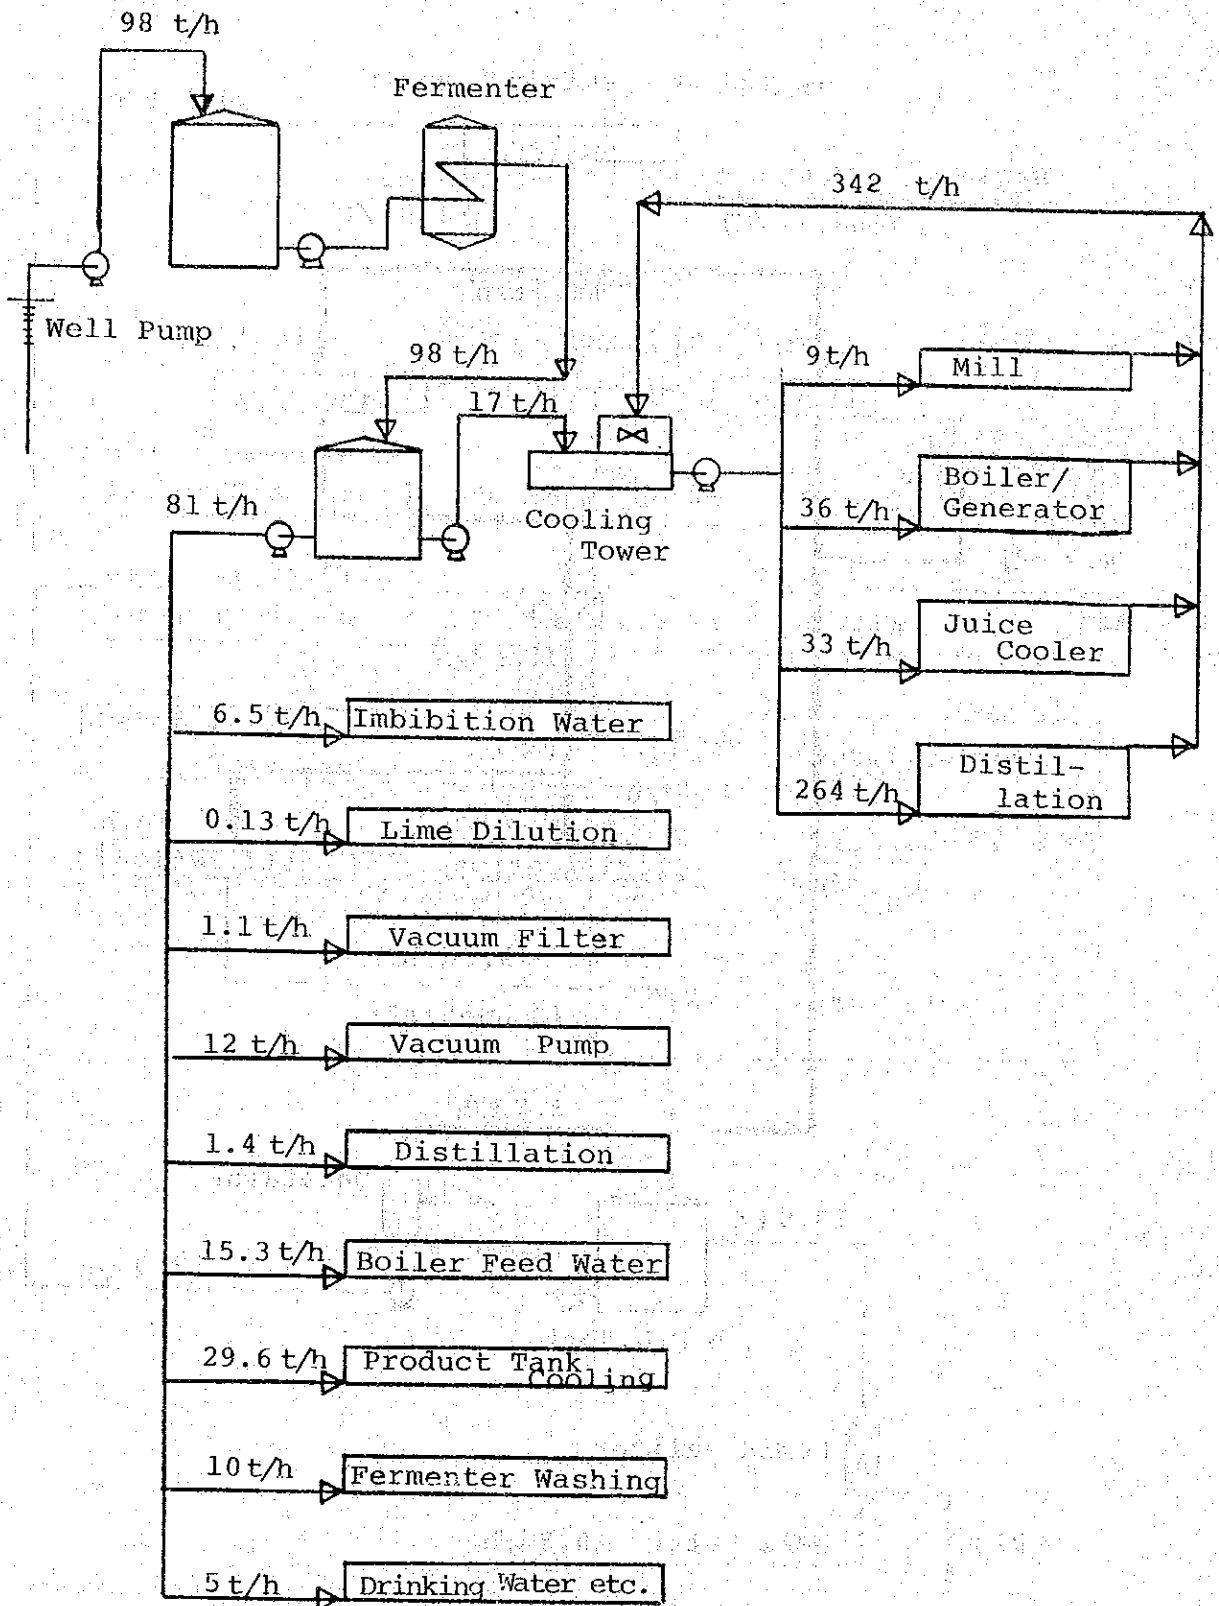 98 t/h
Fermenter
342 t/h
Well Pump
98 t/h
17 t/h
9 t/h
Mill
81 t/h
Cooling
Tower
36 t/h
Boiler/
Generator
33 t/h
Juice
Cooler
264 t/h
Distil-
lation
6.5 t/h
Imbibition Water
0.13 t/h
Lime Dilution
1.1 t/h
Vacuum Filter
12 t/h
Vacuum Pump
1.4 t/h
Distillation
15.3 t/h
Boiler Feed Water
29.6 t/h
Product Tank
Cooling
10 t/h
Fermenter Washing
5 t/h
Drinking Water etc.